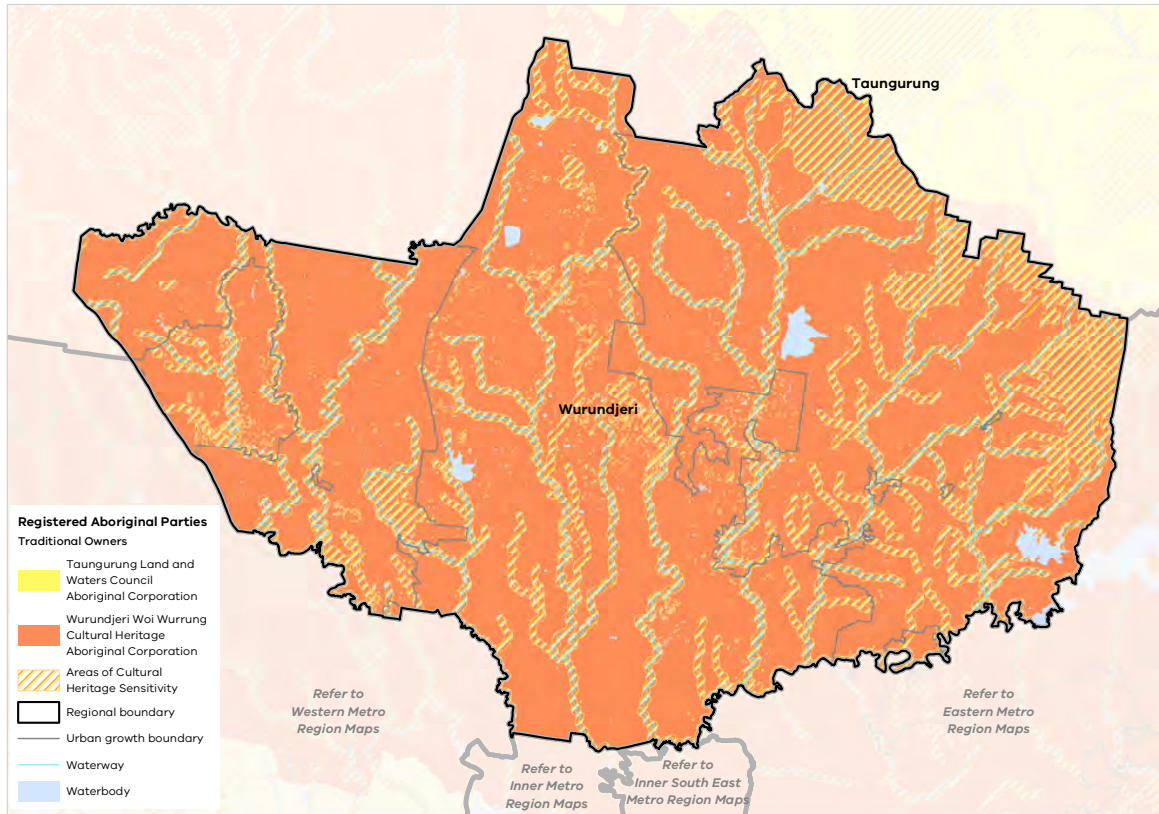 Taungurung
Wurundjeri
Registered Aboriginal Parties
Traditional Owners
Taungurung Land and
Waters Council
Aboriginal Corporation
Wurundjeri Woi Wurrung
Cultural Heritage
Aboriginal Corporation
Areas of Cultural
Heritage Sensitivity
Regional boundary
Urban growth boundary
Waterway
Waterbody
Refer to
Western Metro
Region Maps
Refer to
Inner Metro
Region Maps
Refer to
Inner South East
Metro Region Maps
Refer to
Eastern Metro
Region Maps